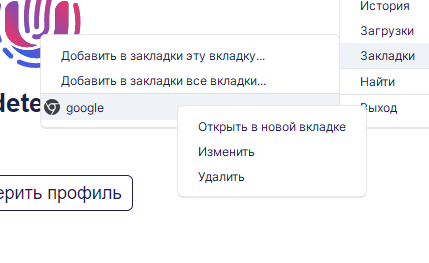 История
Загрузки
Закладки
Найти
Выход
Добавить в закладки эту вкладку...
Добавить в закладки все вкладки...
google
Открыть в новой вкладке
Изменить
Удалить
dete
ерить профиль